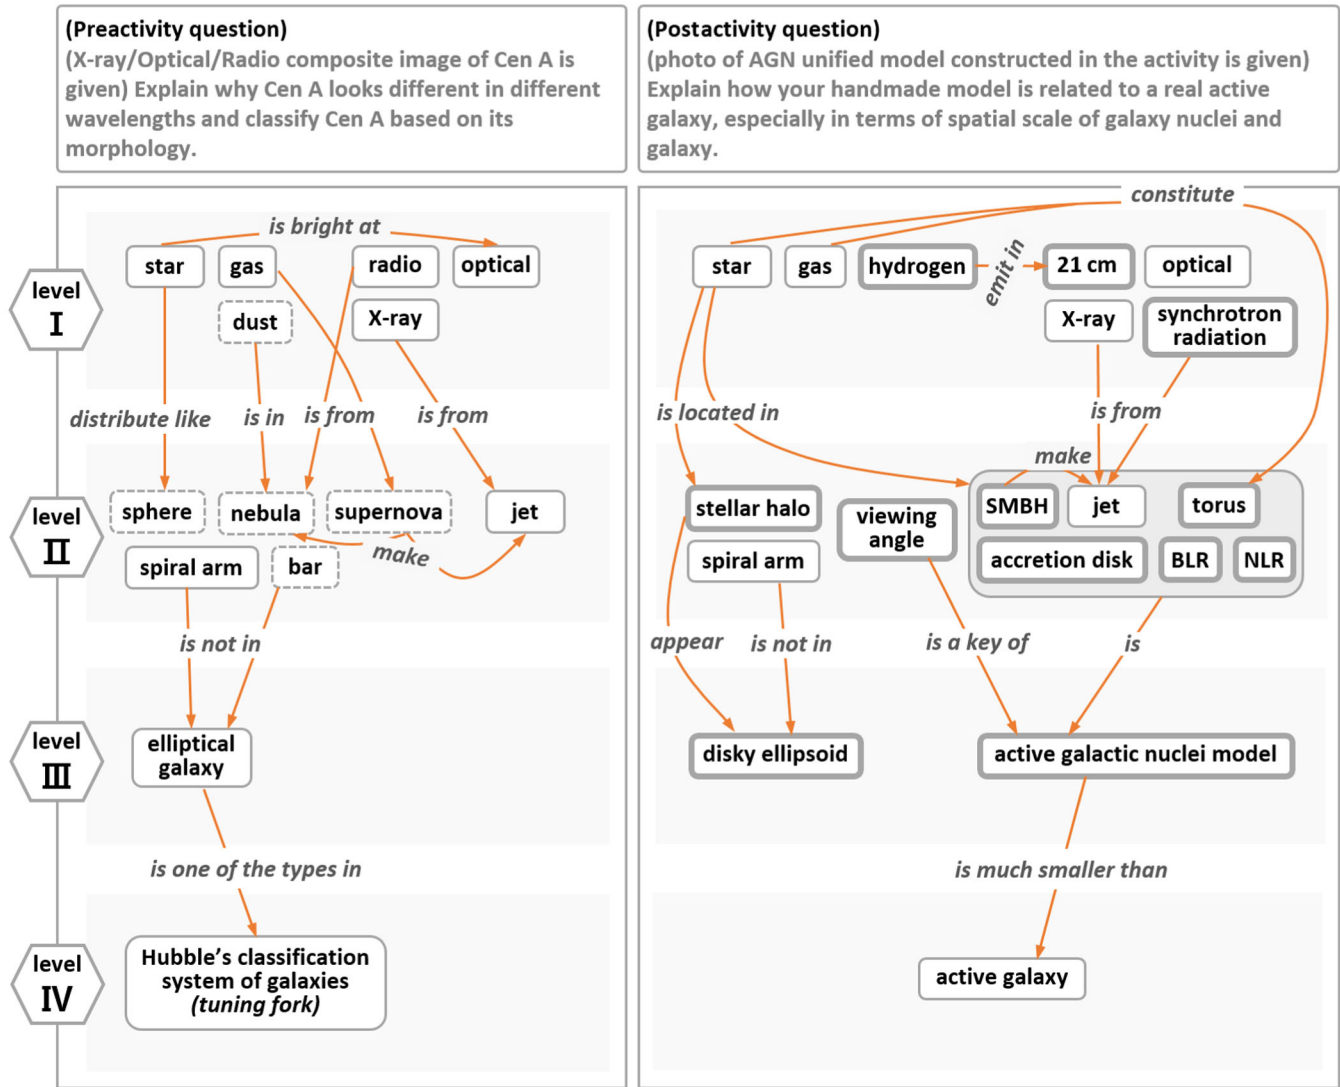 (Preactivity question)
(X-ray/Optical/Radio composite image of Cen A is
given) Explain why Cen A looks different in different
wavelengths and classify Cen A based on its
morphology.
(Postactivity question)
(photo of AGN unified model constructed in the activity is given)
Explain how your handmade model is related to a real active
galaxy, especially in terms of spatial scale of galaxy nuclei and
galaxy.
level
I
is bright at
star
gas
radio
optical
dust
X-ray
distribute like
is in
is from
is from
level
II
sphere
nebula
supernova
jet
make
spiral arm
bar
is not in
level
III
elliptical
galaxy
is one of the types in
level
IV
Hubble's classification
system of galaxies
(tuning fork)
constitute
star
gas
hydrogen
emit in
21 cm
optical
X-ray
synchrotron
radiation
is located in
is from
make
stellar halo
viewing
angle
SMBH
jet
torus
spiral arm
accretion disk
BLR
NLR
appear
is not in
is a key of
is
disky ellipsoid
active galactic nuclei model
is much smaller than
active galaxy